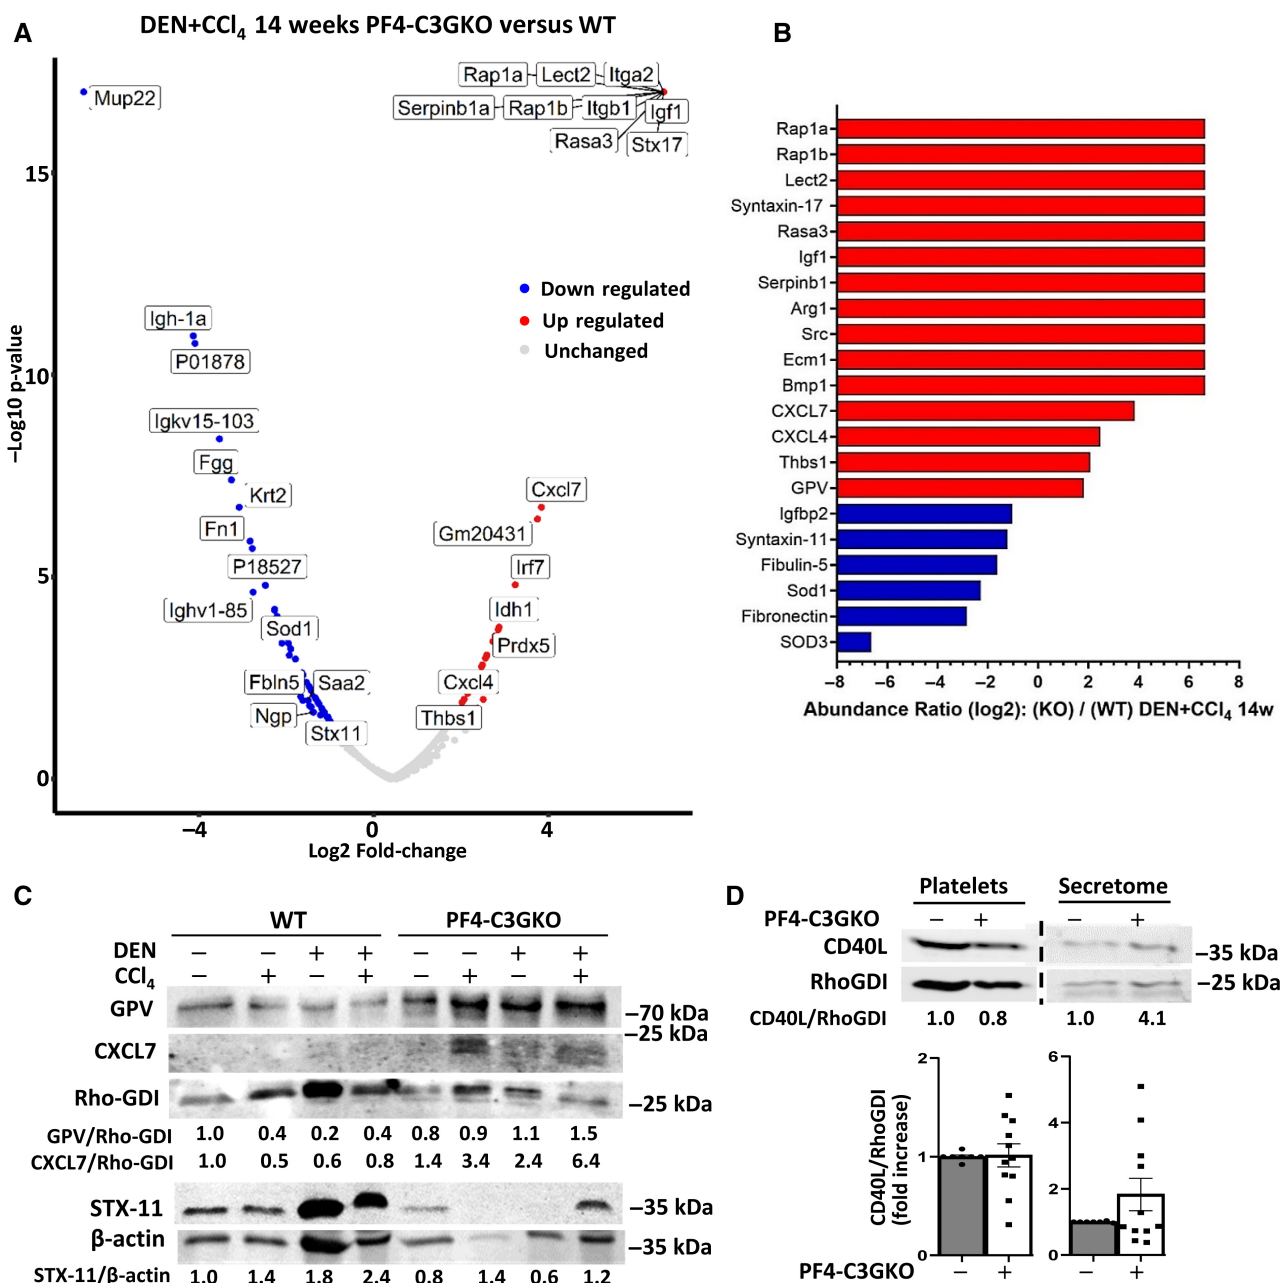 A
DEN+CCl4 14 weeks PF4-C3GKO versus WT
Mup22
Rap1a Lect2 Itga2
Serpinb1a Rap1b Itgb1 Igf1
Rasa3 Stx17
15
Igh-1a
P01878
Down regulated
Up regulated
Unchanged
10
Igkv15-103
Fgg
Krt2
Fn1
P18527
Ighv1-85
Sod1
Fbln5 Saa2
Ngp
Stx11
Cxcl7
Gm20431
Irf7
Idh1
Prdx5
Cxcl4
Thbs1
5
0
−Log10 p-value
−4 0 4
Log2 Fold-change
B
Rap1a
Rap1b
Lect2
Syntaxin-17
Rasa3
Igf1
Serpinb1
Arg1
Src
Ecm1
Bmp1
CXCL7
CXCL4
Thbs1
GPV
Igfbp2
Syntaxin-11
Fibulin-5
Sod1
Fibronectin
SOD3
−8 −6 −4 −2 0 2 4 6 8
Abundance Ratio (log2): (KO) / (WT) DEN+CCl4 14w
C
WT PF4-C3GKO
DEN − − + + − − + +
CCl4 − + − + − + − +
GPV −70 kDa
−25 kDa
CXCL7
Rho-GDI −25 kDa
GPV/Rho-GDI 1.0 0.4 0.2 0.4 0.8 0.9 1.1 1.5
CXCL7/Rho-GDI 1.0 0.5 0.6 0.8 1.4 3.4 2.4 6.4
STX-11 −35 kDa
β-actin −35 kDa
STX-11/β-actin 1.0 1.4 1.8 2.4 0.8 1.4 0.6 1.2
D
Platelets Secretome
PF4-C3GKO − + − +
CD40L −35 kDa
RhoGDI −25 kDa
CD40L/RhoGDI 1.0 0.8 1.0 4.1
CD40L/RhoGDI
(fold increase)
2
1
0
6
4
2
0
PF4-C3GKO − + − +